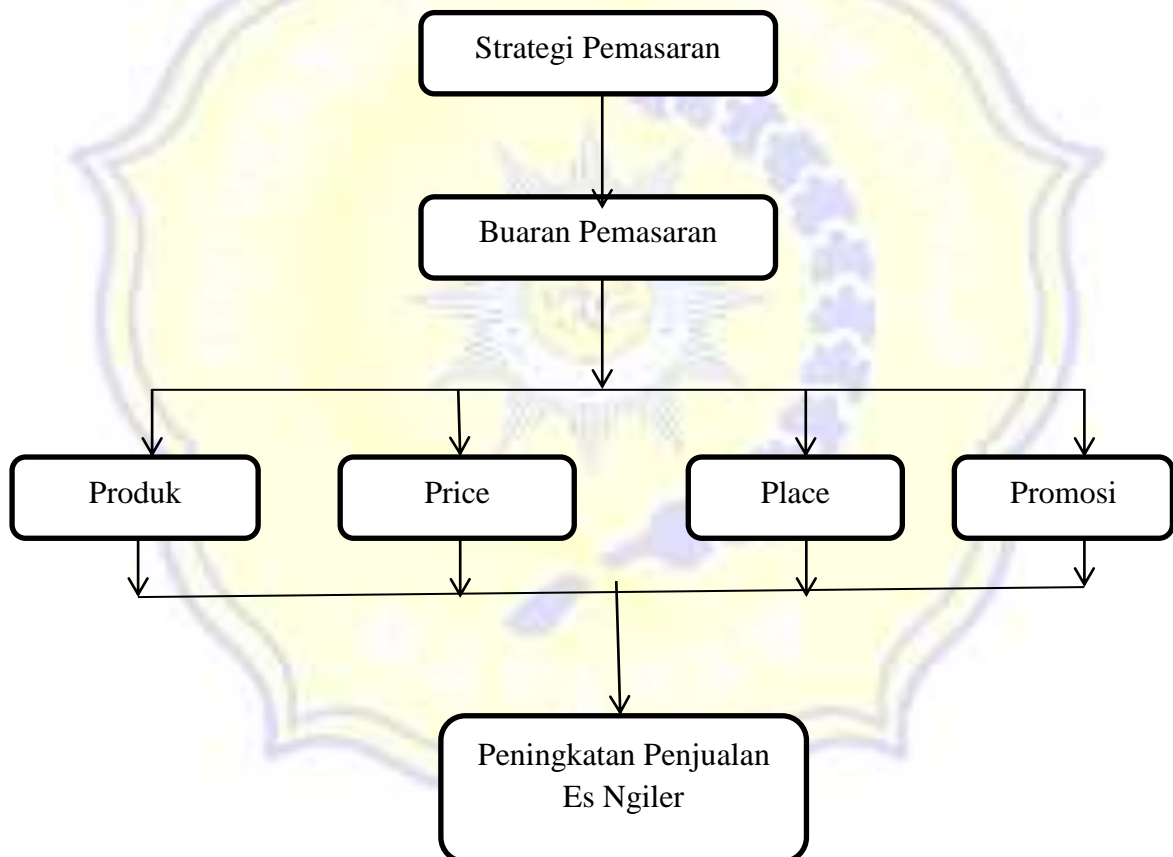 Strategi Pemasaran
Buaran Pemasaran
Produk Price Place Promosi
Peningkatan Penjualan
Es Ngiler